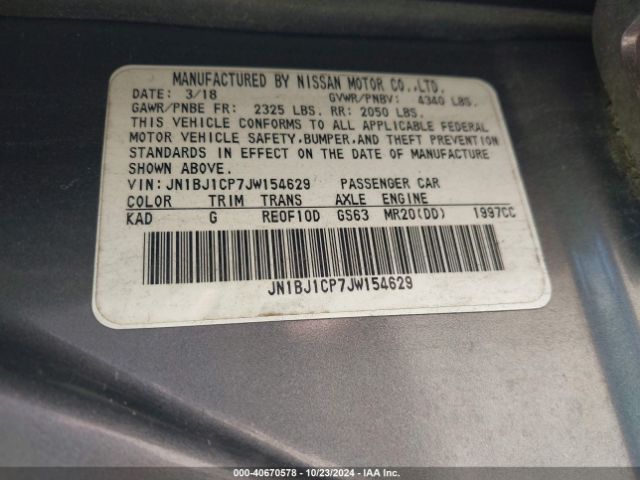 MANUFACTURED BY NISSAN MOTOR CO.,LTD.
DATE: 3/18 GVWR/PNBV: 4340 LBS.
GAWR/PNBE FR: 2325 LBS. RR: 2050 LBS.
THIS VEHICLE CONFORMS TO ALL APPLICABLE FEDERAL
MOTOR VEHICLE SAFETY,BUMPER,AND THEFT PREVENTION
STANDARDS IN EFFECT ON THE DATE OF MANUFACTURE
SHOWN ABOVE.
VIN: JN1BJ1CP7JW154629 PASSENGER CAR
COLOR TRIM TRANS AXLE ENGINE
KAD G RE0F10D GS63 MR20(DD) 1997CC
JN1BJ1CP7JW154629
000-40670578 - 10/23/2024 - IAA Inc.